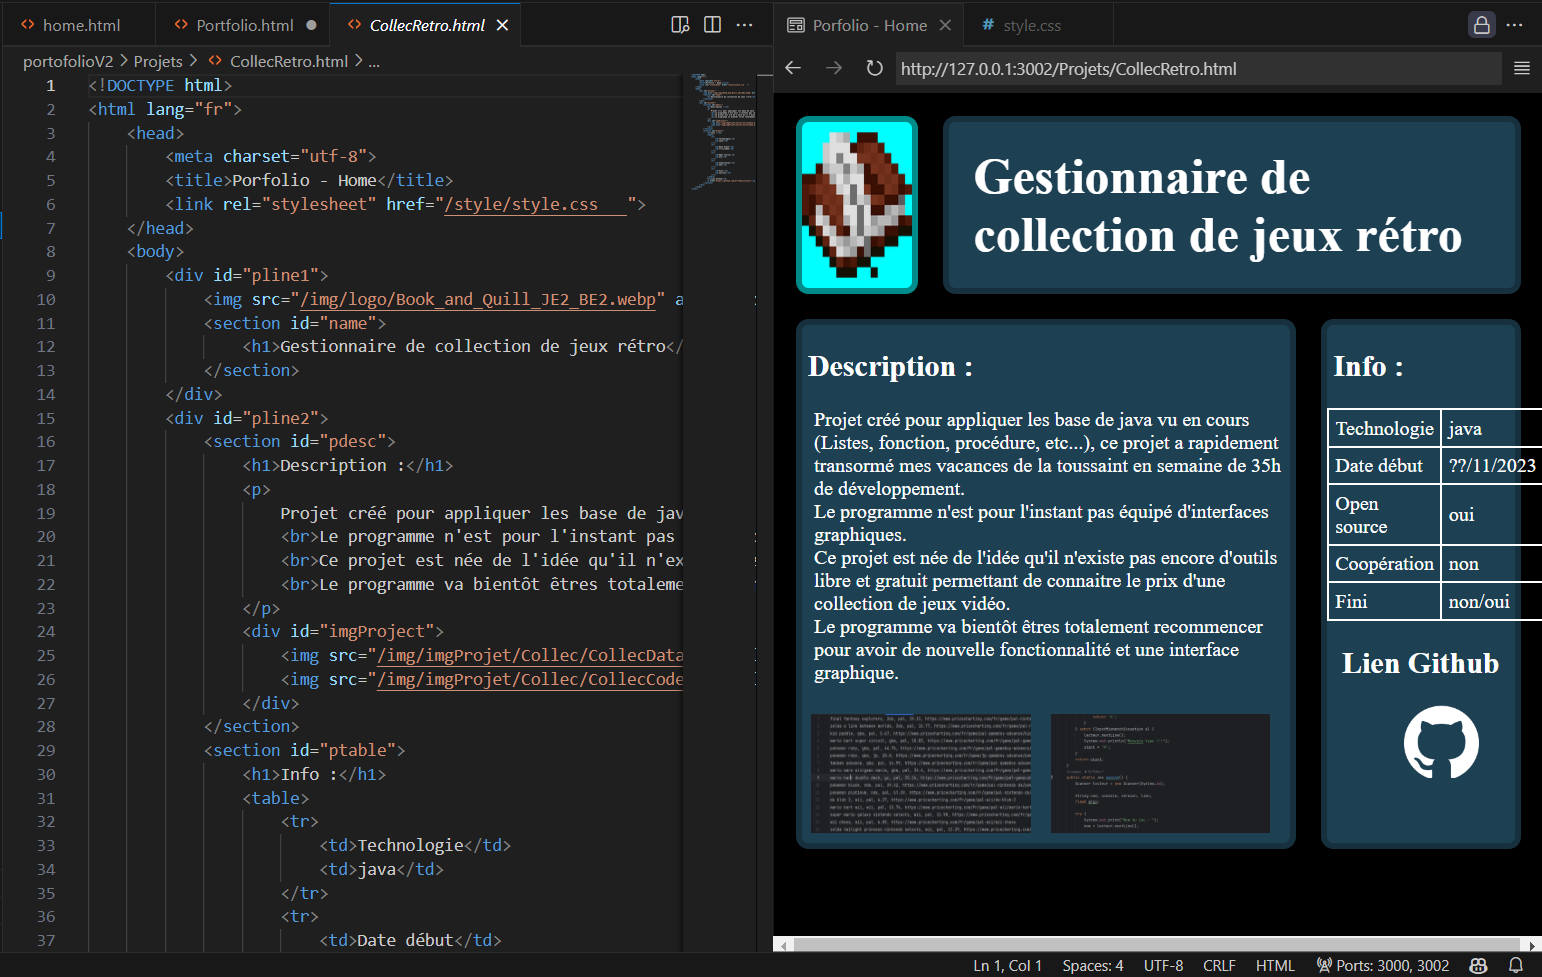 home.html
Portfolio.html
CollecRetro.html
portofolioV2 > Projets > CollecRetro.html > ...
1 <!DOCTYPE html>
2 <html lang="fr">
3 <head>
4 <meta charset="utf-8">
5 <title>Porfolio - Home</title>
6 <link rel="stylesheet" href="/style/style.css   ">
7 </head>
8 <body>
9 <div id="pline1">
10 <img src="/img/logo/Book_and_Quill_JE2_BE2.webp" a
11 <section id="name">
12 <h1>Gestionnaire de collection de jeux rétro</
13 </section>
14 </div>
15 <div id="pline2">
16 <section id="pdesc">
17 <h1>Description :</h1>
18 <p>
19 Projet créé pour appliquer les base de jav
20 <br>Le programme n'est pour l'instant pas
21 <br>Ce projet est née de l'idée qu'il n'ex
22 <br>Le programme va bientôt êtres totaleme
23 </p>
24 <div id="imgProject">
25 <img src="/img/imgProjet/Collec/CollecData
26 <img src="/img/imgProjet/Collec/CollecCode
27 </div>
28 </section>
29 <section id="ptable">
30 <h1>Info :</h1>
31 <table>
32 <tr>
33 <td>Technologie</td>
34 <td>java</td>
35 </tr>
36 <tr>
37 <td>Date début</td>
Porfolio - Home
# style.css
http://127.0.0.1:3002/Projets/CollecRetro.html
Gestionnaire de
collection de jeux rétro
Description :
Projet créé pour appliquer les base de java vu en cours
(Listes, fonction, procédure, etc...), ce projet a rapidement
transormé mes vacances de la toussaint en semaine de 35h
de développement.
Le programme n'est pour l'instant pas équipé d'interfaces
graphiques.
Ce projet est née de l'idée qu'il n'existe pas encore d'outils
libre et gratuit permettant de connaitre le prix d'une
collection de jeux vidéo.
Le programme va bientôt êtres totalement recommencer
pour avoir de nouvelle fonctionnalité et une interface
graphique.
Info :
Technologie java
Date début ??/11/2023
Open
source oui
Coopération non
Fini non/oui
Lien Github
Ln 1, Col 1 Spaces: 4 UTF-8 CRLF HTML Ports: 3000, 3002